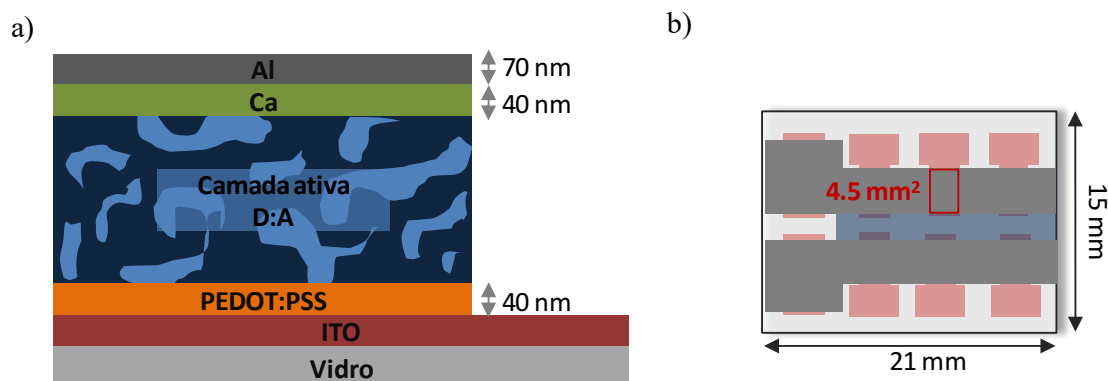 a)
Al
70 nm
Ca
40 nm
Camada ativa
D:A
PEDOT:PSS
40 nm
ITO
Vidro
b)
4.5 mm²
15 mm
21 mm